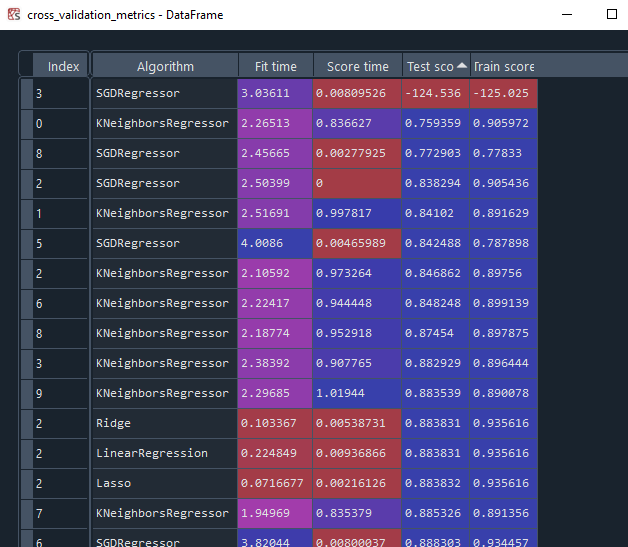 cross_validation_metrics - DataFrame
Index Algorithm Fit time Score time Test sco Train score
3 SGDRegressor 3.03611 0.00809526 -124.536 -125.025
0 KNeighborsRegressor 2.26513 0.836627 0.759359 0.905972
8 SGDRegressor 2.45665 0.00277925 0.772903 0.77833
2 SGDRegressor 2.50399 0 0.838294 0.905436
1 KNeighborsRegressor 2.51691 0.997817 0.84102 0.891629
5 SGDRegressor 4.0086 0.00465989 0.842488 0.787898
2 KNeighborsRegressor 2.10592 0.973264 0.846862 0.89756
6 KNeighborsRegressor 2.22417 0.944448 0.848248 0.899139
8 KNeighborsRegressor 2.18774 0.952918 0.87454 0.897875
3 KNeighborsRegressor 2.38392 0.907765 0.882929 0.896444
9 KNeighborsRegressor 2.29685 1.01944 0.883539 0.890078
2 Ridge 0.103367 0.00538731 0.883831 0.935616
2 LinearRegression 0.224849 0.00936866 0.883831 0.935616
2 Lasso 0.0716677 0.00216126 0.883832 0.935616
7 KNeighborsRegressor 1.94969 0.835379 0.885326 0.891356
6 SGDRegressor 3.82044 0.00800037 0.888303 0.934457